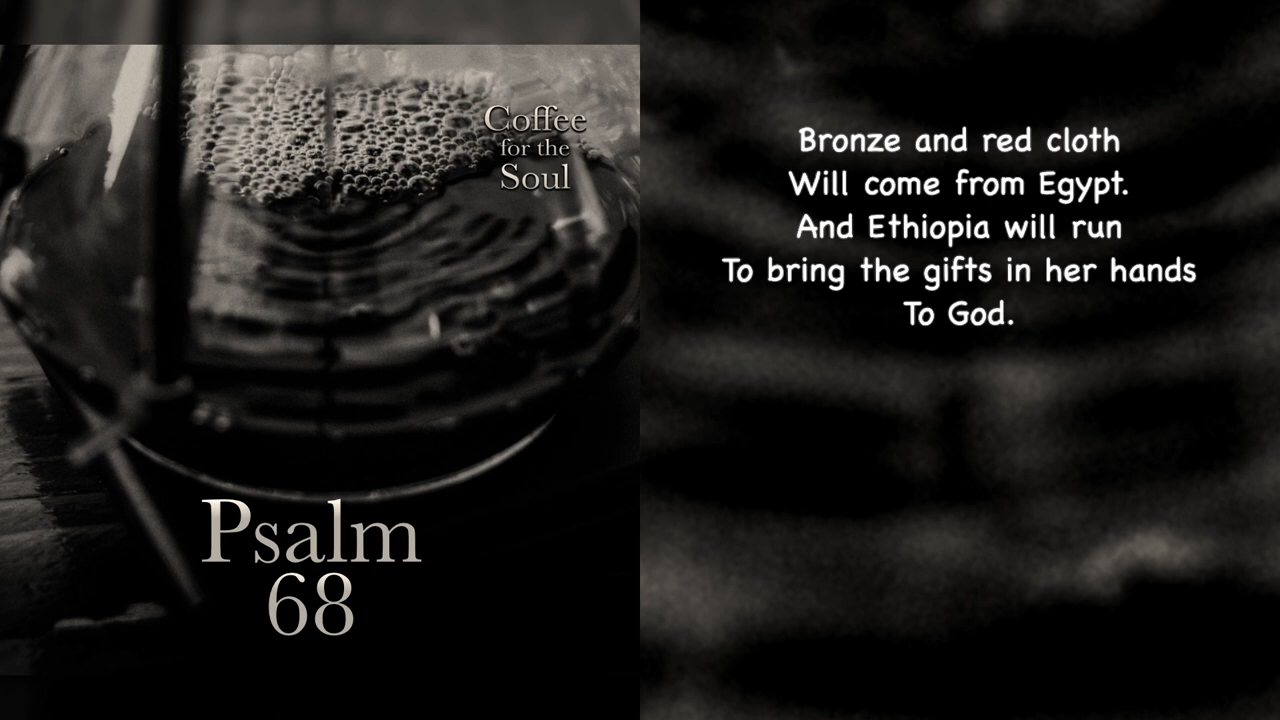 Coffee
for the
Soul
Psalm
68
Bronze and red cloth
Will come from Egypt.
And Ethiopia will run
To bring the gifts in her hands
To God.